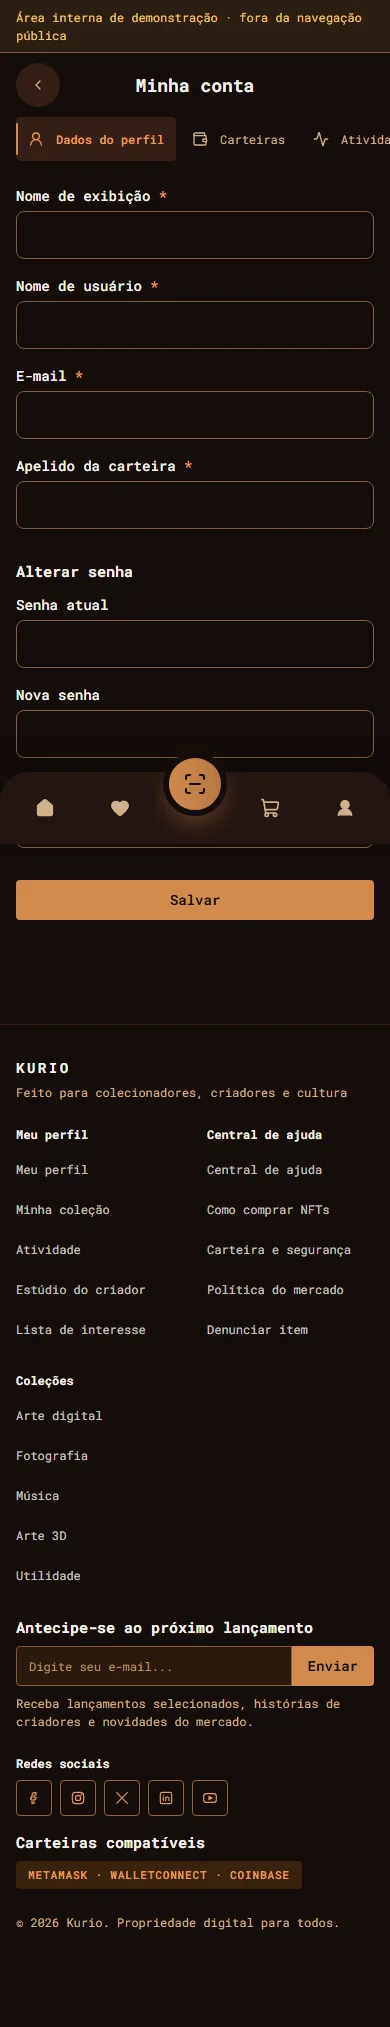 Área interna de demonstração · fora da navegação
pública
Minha conta
Dados do perfil
Carteiras
Ativida
Nome de exibição *
Nome de usuário *
E-mail *
Apelido da carteira *
Alterar senha
Senha atual
Nova senha
Salvar
KURIO
Feito para colecionadores, criadores e cultura
Meu perfil
Meu perfil
Minha coleção
Atividade
Estúdio do criador
Lista de interesse
Central de ajuda
Central de ajuda
Como comprar NFTs
Carteira e segurança
Política do mercado
Denunciar item
Coleções
Arte digital
Fotografia
Música
Arte 3D
Utilidade
Antecipe-se ao próximo lançamento
Digite seu e-mail...
Enviar
Receba lançamentos selecionados, histórias de
criadores e novidades do mercado.
Redes sociais
Carteiras compatíveis
METAMASK · WALLETCONNECT · COINBASE
© 2026 Kurio. Propriedade digital para todos.